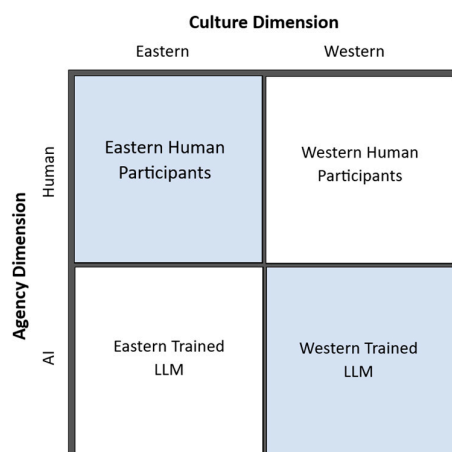 Culture Dimension
Eastern
Western
Agency Dimension
Human
Eastern Human
Participants
Western Human
Participants
AI
Eastern Trained
LLM
Western Trained
LLM